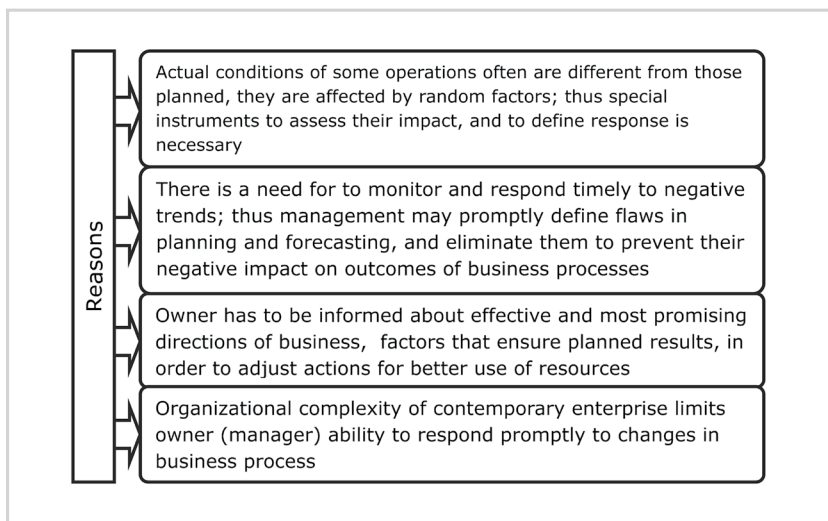 Reasons
Actual conditions of some operations often are different from those
planned, they are affected by random factors; thus special
instruments to assess their impact, and to define response is
necessary
There is a need for to monitor and respond timely to negative
trends; thus management may promptly define flaws in
planning and forecasting, and eliminate them to prevent their
negative impact on outcomes of business processes
Owner has to be informed about effective and most promising
directions of business,  factors that ensure planned results, in
order to adjust actions for better use of resources
Organizational complexity of contemporary enterprise limits
owner (manager) ability to respond promptly to changes in
business process